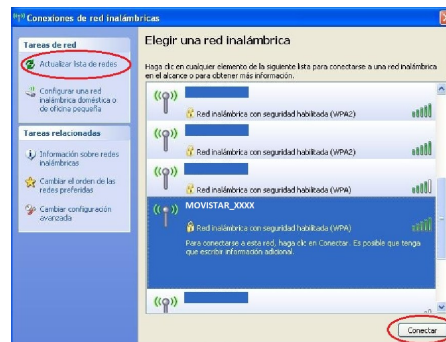 Conexiones de red inalámbricas
Tareas de red
Actualizar lista de redes
Configurar una red
inalámbrica doméstica o
de oficina pequeña
Tareas relacionadas
Información sobre redes
inalámbricas
Cambiar el orden de las
redes preferidas
Cambiar configuración
avanzada
Elegir una red inalámbrica
Haga clic en cualquier elemento de la siguiente lista para conectarse a una red inalámbrica
en el alcance o para obtener más información.
Red inalámbrica con seguridad habilitada (WPA2)
Red inalámbrica con seguridad habilitada (WPA2)
Red inalámbrica con seguridad habilitada (WPA)
MOVISTAR_XXXX
Red inalámbrica con seguridad habilitada (WPA)
Para conectarse a esta red, haga clic en Conectar. Es posible que tenga
que escribir información adicional.
Conectar